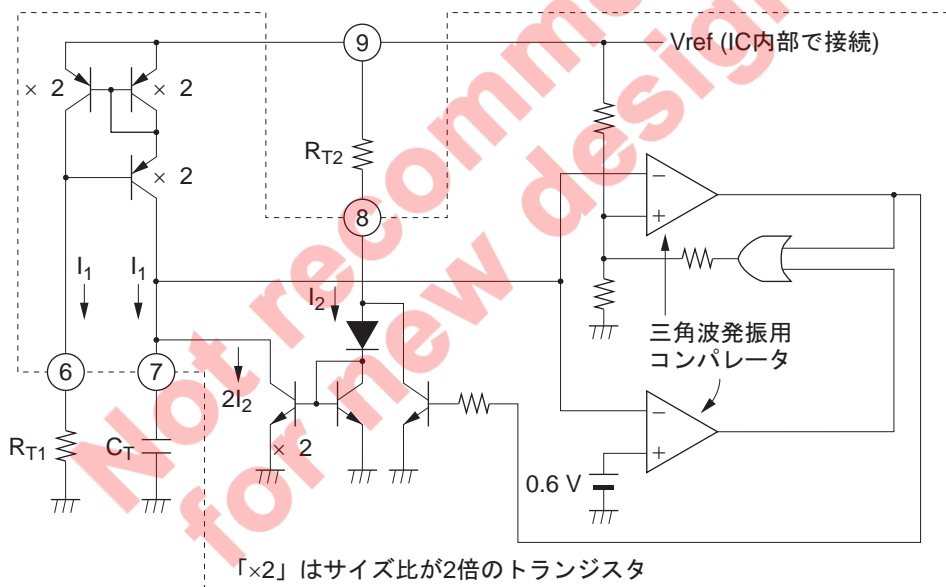 Not recommended
for new design
9
Vref (IC内部で接続)
× 2
× 2
RT2
× 2
8
I1
I1
I2
三角波発振用
コンパレータ
6
7
2I2
× 2
RT1
CT
0.6 V
「×2」はサイズ比が2倍のトランジスタ
−
+
−
+